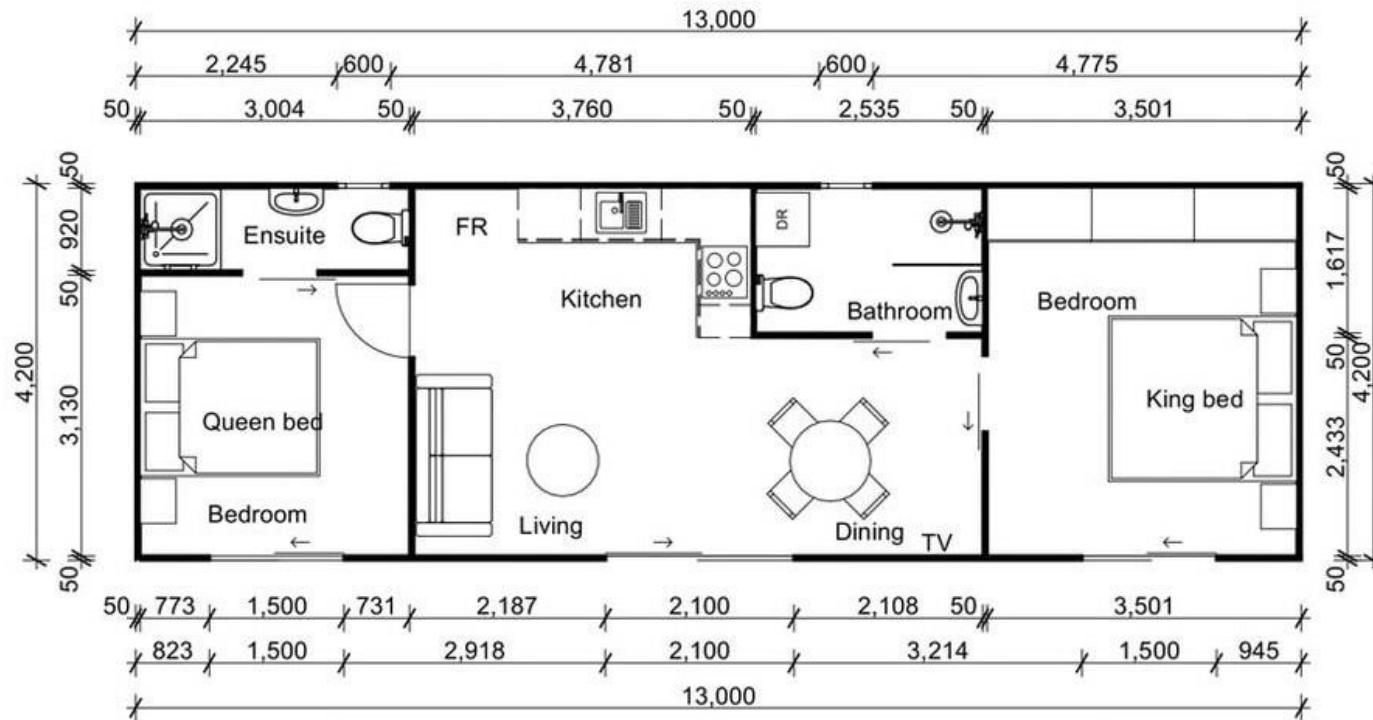 13,000
2,245 600 4,781 600 4,775
50 3,004 50 3,760 50 2,535 50 3,501
50 920 50 3,130 50
4,200
50 1,617 50 2,433 50
4,200
Ensuite
FR
DR
Kitchen
Bathroom
Bedroom
Queen bed
King bed
Bedroom
Living
Dining
TV
50 773 1,500 731 2,187 2,100 2,108 50 3,501
823 1,500 2,918 2,100 3,214 1,500 945
13,000